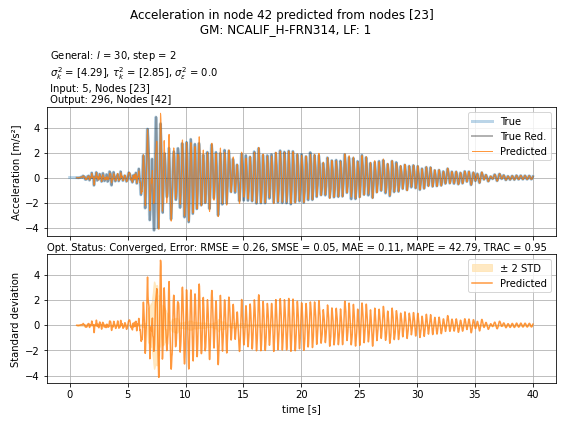 Acceleration in node 42 predicted from nodes [23]
GM: NCALIF_H-FRN314, LF: 1
General: l = 30, step = 2
σ²ₖ = [4.29], τ²ₖ = [2.85], σ²ε = 0.0
Input: 5, Nodes [23]
Output: 296, Nodes [42]
Acceleration [m/s²]
4
2
0
−2
−4
True
True Red.
Predicted
Opt. Status: Converged, Error: RMSE = 0.26, SMSE = 0.05, MAE = 0.11, MAPE = 42.79, TRAC = 0.95
Standard deviation
4
2
0
−2
−4
± 2 STD
Predicted
0 5 10 15 20 25 30 35 40
time [s]